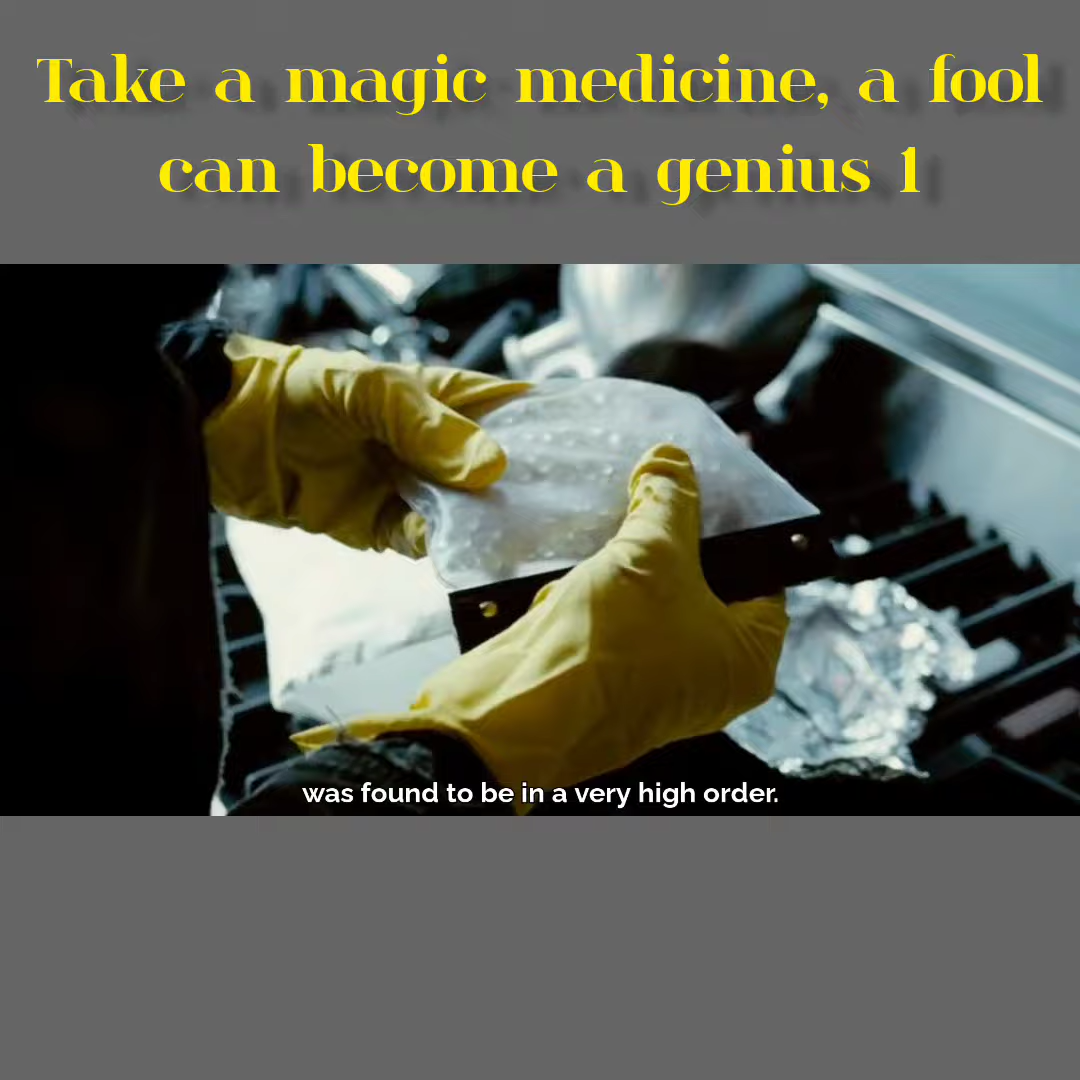 Take a magic medicine, a fool
can become a genius 1
was found to be in a very high order.